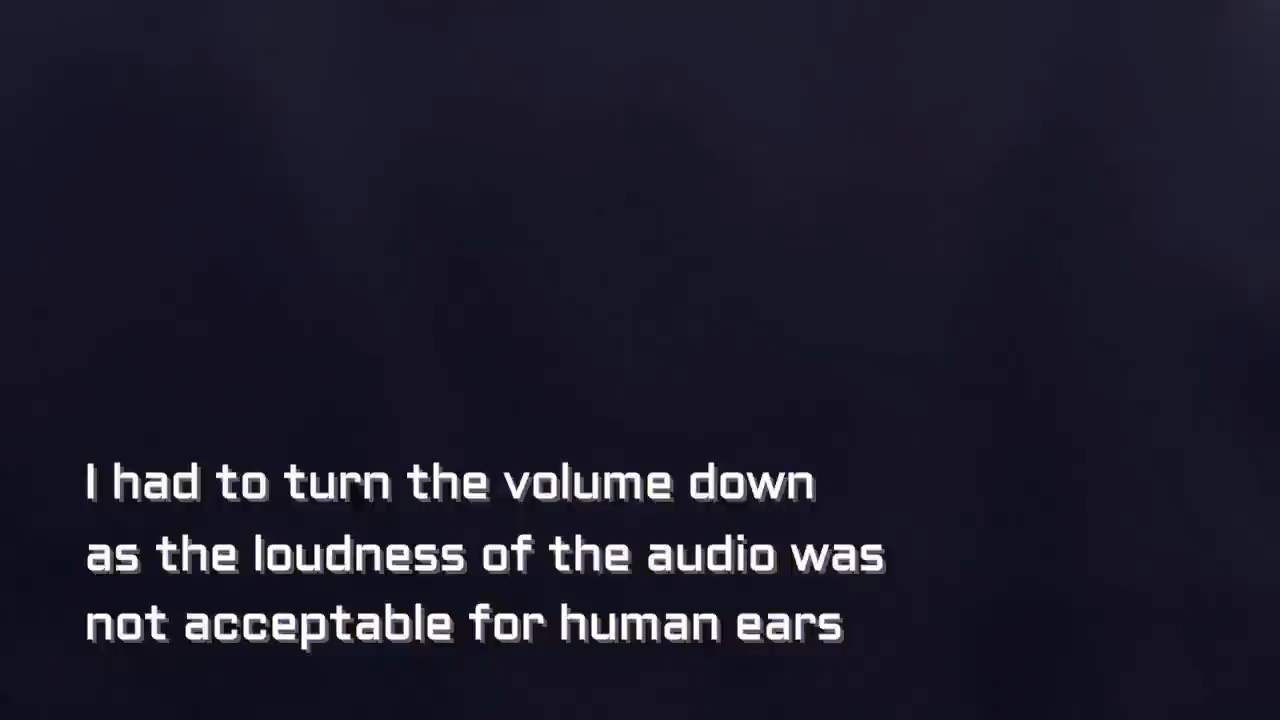 I had to turn the volume down
as the loudness of the audio was
not acceptable for human ears